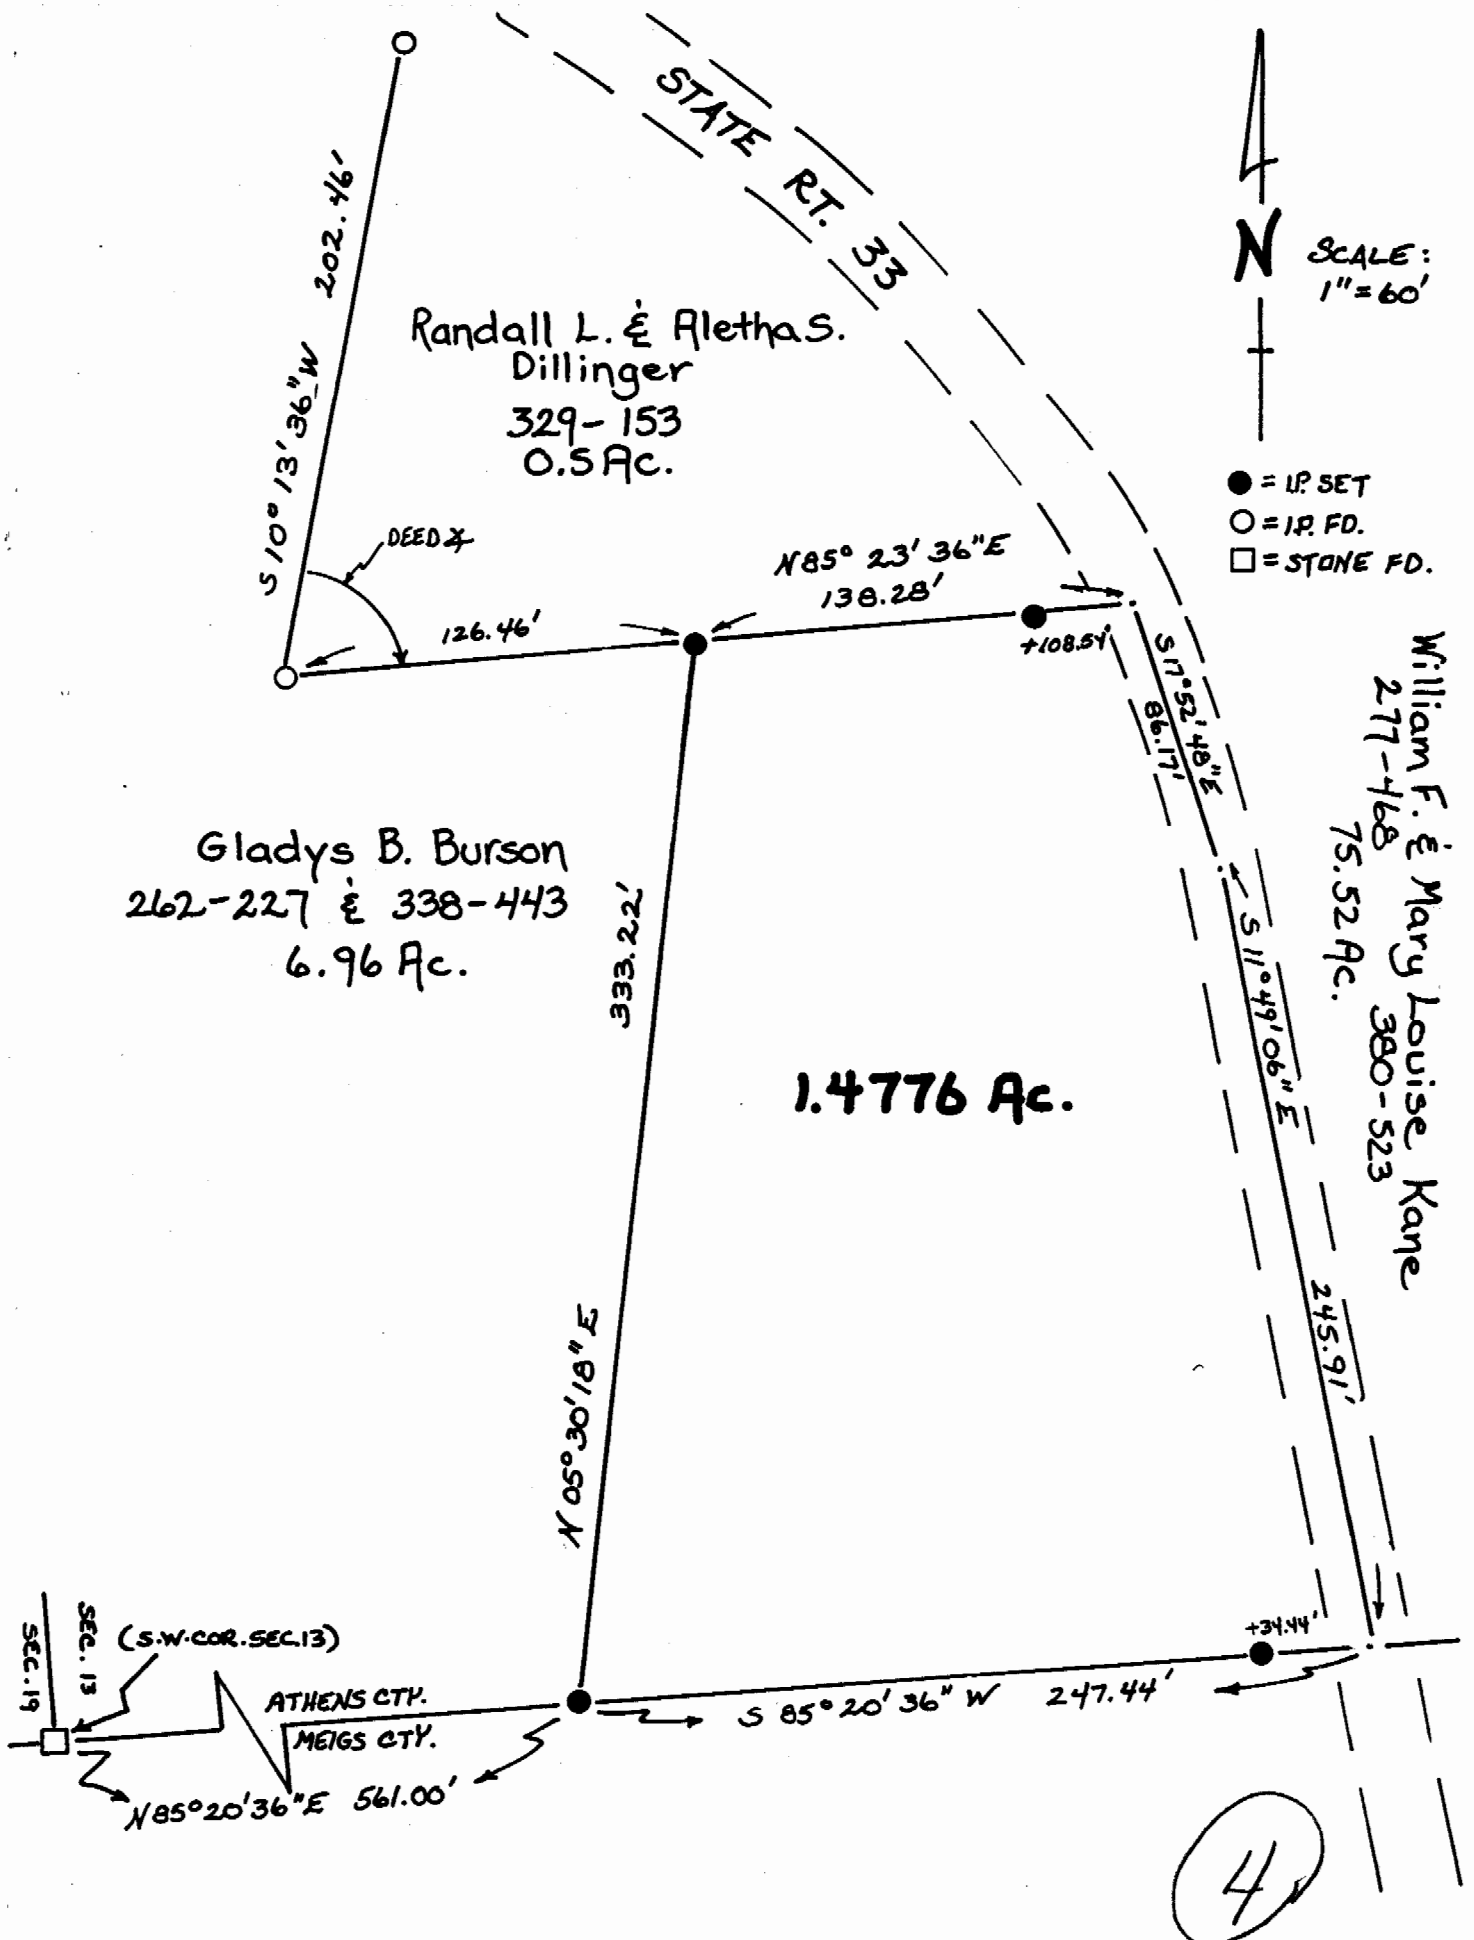 STATE RT. 33
N
SCALE:
1"=60'
● = I.P. SET
○ = I.P. FD.
□ = STONE FD.
S 10° 13' 36" W 202.46'
Randall L. & Aletha S.
Dillinger
329-153
0.5 Ac.
DEED ∡
126.46'
N 85° 23' 36" E
138.28'
+108.54'
S 17° 52' 48" E
86.17'
William F. & Mary Louise Kane
277-468 380-523
75.52 Ac.
Gladys B. Burson
262-227 & 338-443
6.96 Ac.
N 05° 30' 18" E 333.22'
1.4776 Ac.
S 11° 49' 06" E 245.91'
+34.44'
S 85° 20' 36" W 247.44'
SEC. 19
SEC. 13
(S.W. COR. SEC. 13)
ATHENS CTY.
MEIGS CTY.
N 85° 20' 36" E 561.00'
4